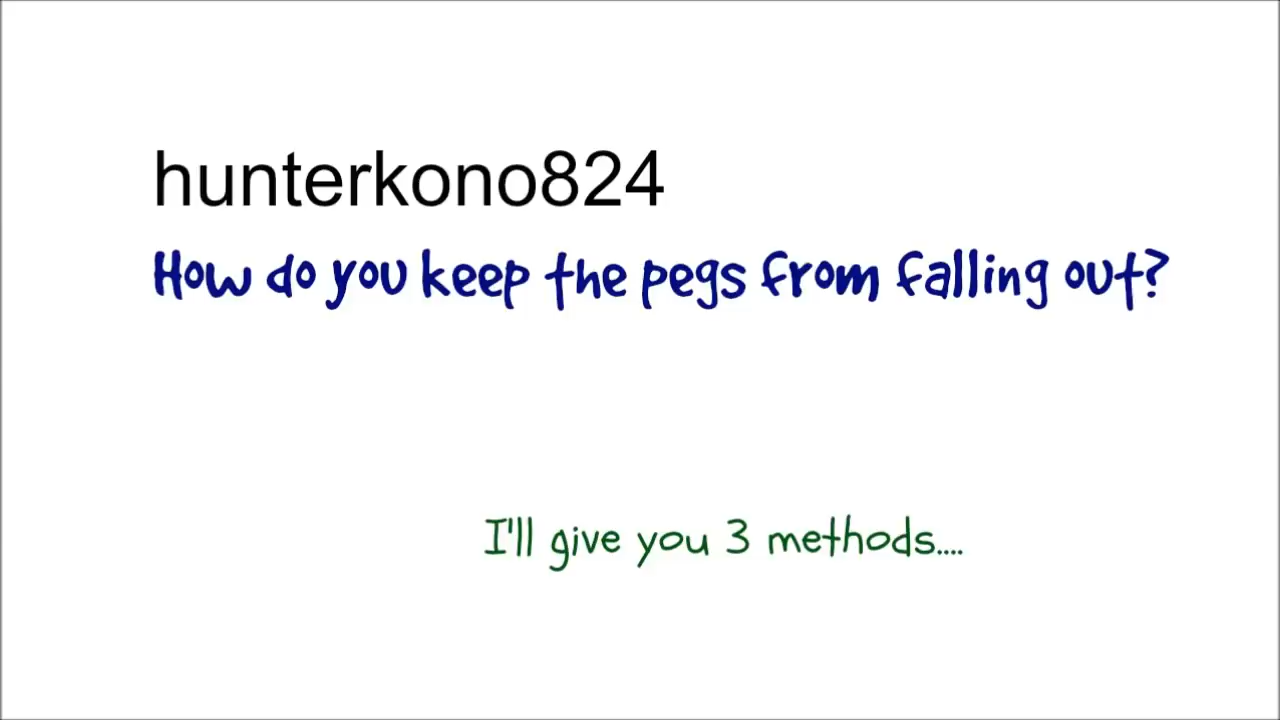 hunterkono824
How do you keep the pegs from falling out?
I'll give you 3 methods....